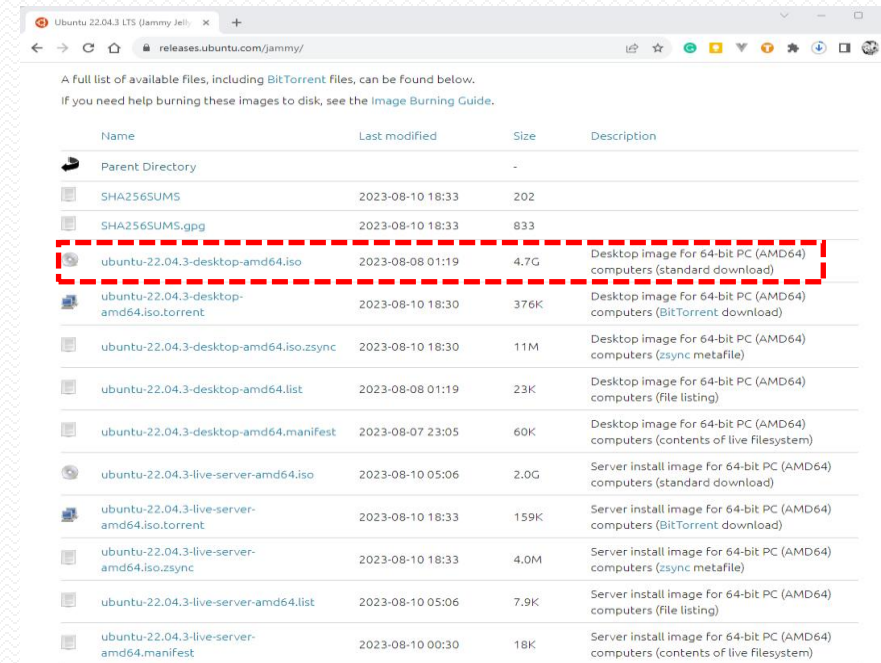 Ubuntu 22.04.3 LTS (Jammy Jelly
releases.ubuntu.com/jammy/
A full list of available files, including BitTorrent files, can be found below.
If you need help burning these images to disk, see the Image Burning Guide.
Name Last modified Size Description
Parent Directory -
SHA256SUMS 2023-08-10 18:33 202
SHA256SUMS.gpg 2023-08-10 18:33 833
ubuntu-22.04.3-desktop-amd64.iso 2023-08-08 01:19 4.7G Desktop image for 64-bit PC (AMD64)
computers (standard download)
ubuntu-22.04.3-desktop- Desktop image for 64-bit PC (AMD64)
amd64.iso.torrent 2023-08-10 18:30 376K computers (BitTorrent download)
ubuntu-22.04.3-desktop-amd64.iso.zsync 2023-08-10 18:30 11M Desktop image for 64-bit PC (AMD64)
computers (zsync metafile)
ubuntu-22.04.3-desktop-amd64.list 2023-08-08 01:19 23K Desktop image for 64-bit PC (AMD64)
computers (file listing)
ubuntu-22.04.3-desktop-amd64.manifest 2023-08-07 23:05 60K Desktop image for 64-bit PC (AMD64)
computers (contents of live filesystem)
ubuntu-22.04.3-live-server-amd64.iso 2023-08-10 05:06 2.0G Server install image for 64-bit PC (AMD64)
computers (standard download)
ubuntu-22.04.3-live-server- Server install image for 64-bit PC (AMD64)
amd64.iso.torrent 2023-08-10 18:33 159K computers (BitTorrent download)
ubuntu-22.04.3-live-server- Server install image for 64-bit PC (AMD64)
amd64.iso.zsync 2023-08-10 18:33 4.0M computers (zsync metafile)
ubuntu-22.04.3-live-server-amd64.list 2023-08-10 05:06 7.9K Server install image for 64-bit PC (AMD64)
computers (file listing)
ubuntu-22.04.3-live-server- Server install image for 64-bit PC (AMD64)
amd64.manifest 2023-08-10 00:30 18K computers (contents of live filesystem)